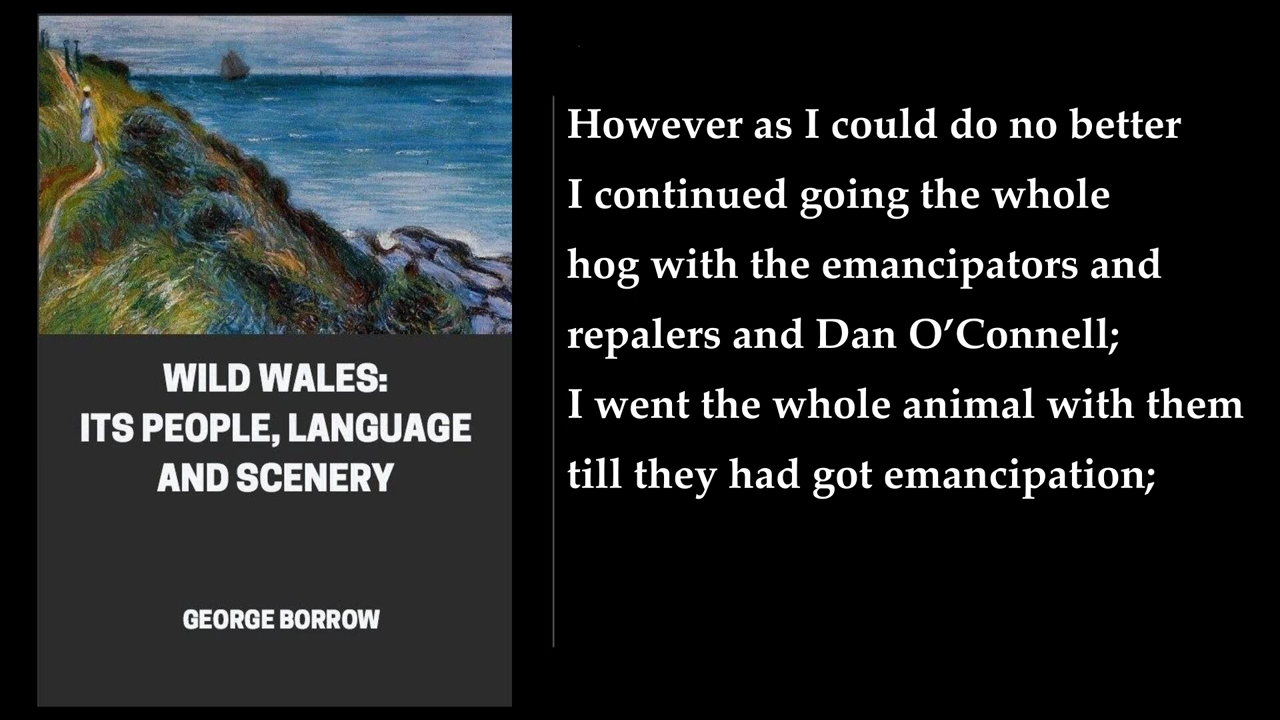 WILD WALES:
ITS PEOPLE, LANGUAGE
AND SCENERY
GEORGE BORROW
However as I could do no better
I continued going the whole
hog with the emancipators and
repalers and Dan O’Connell;
I went the whole animal with them
till they had got emancipation;